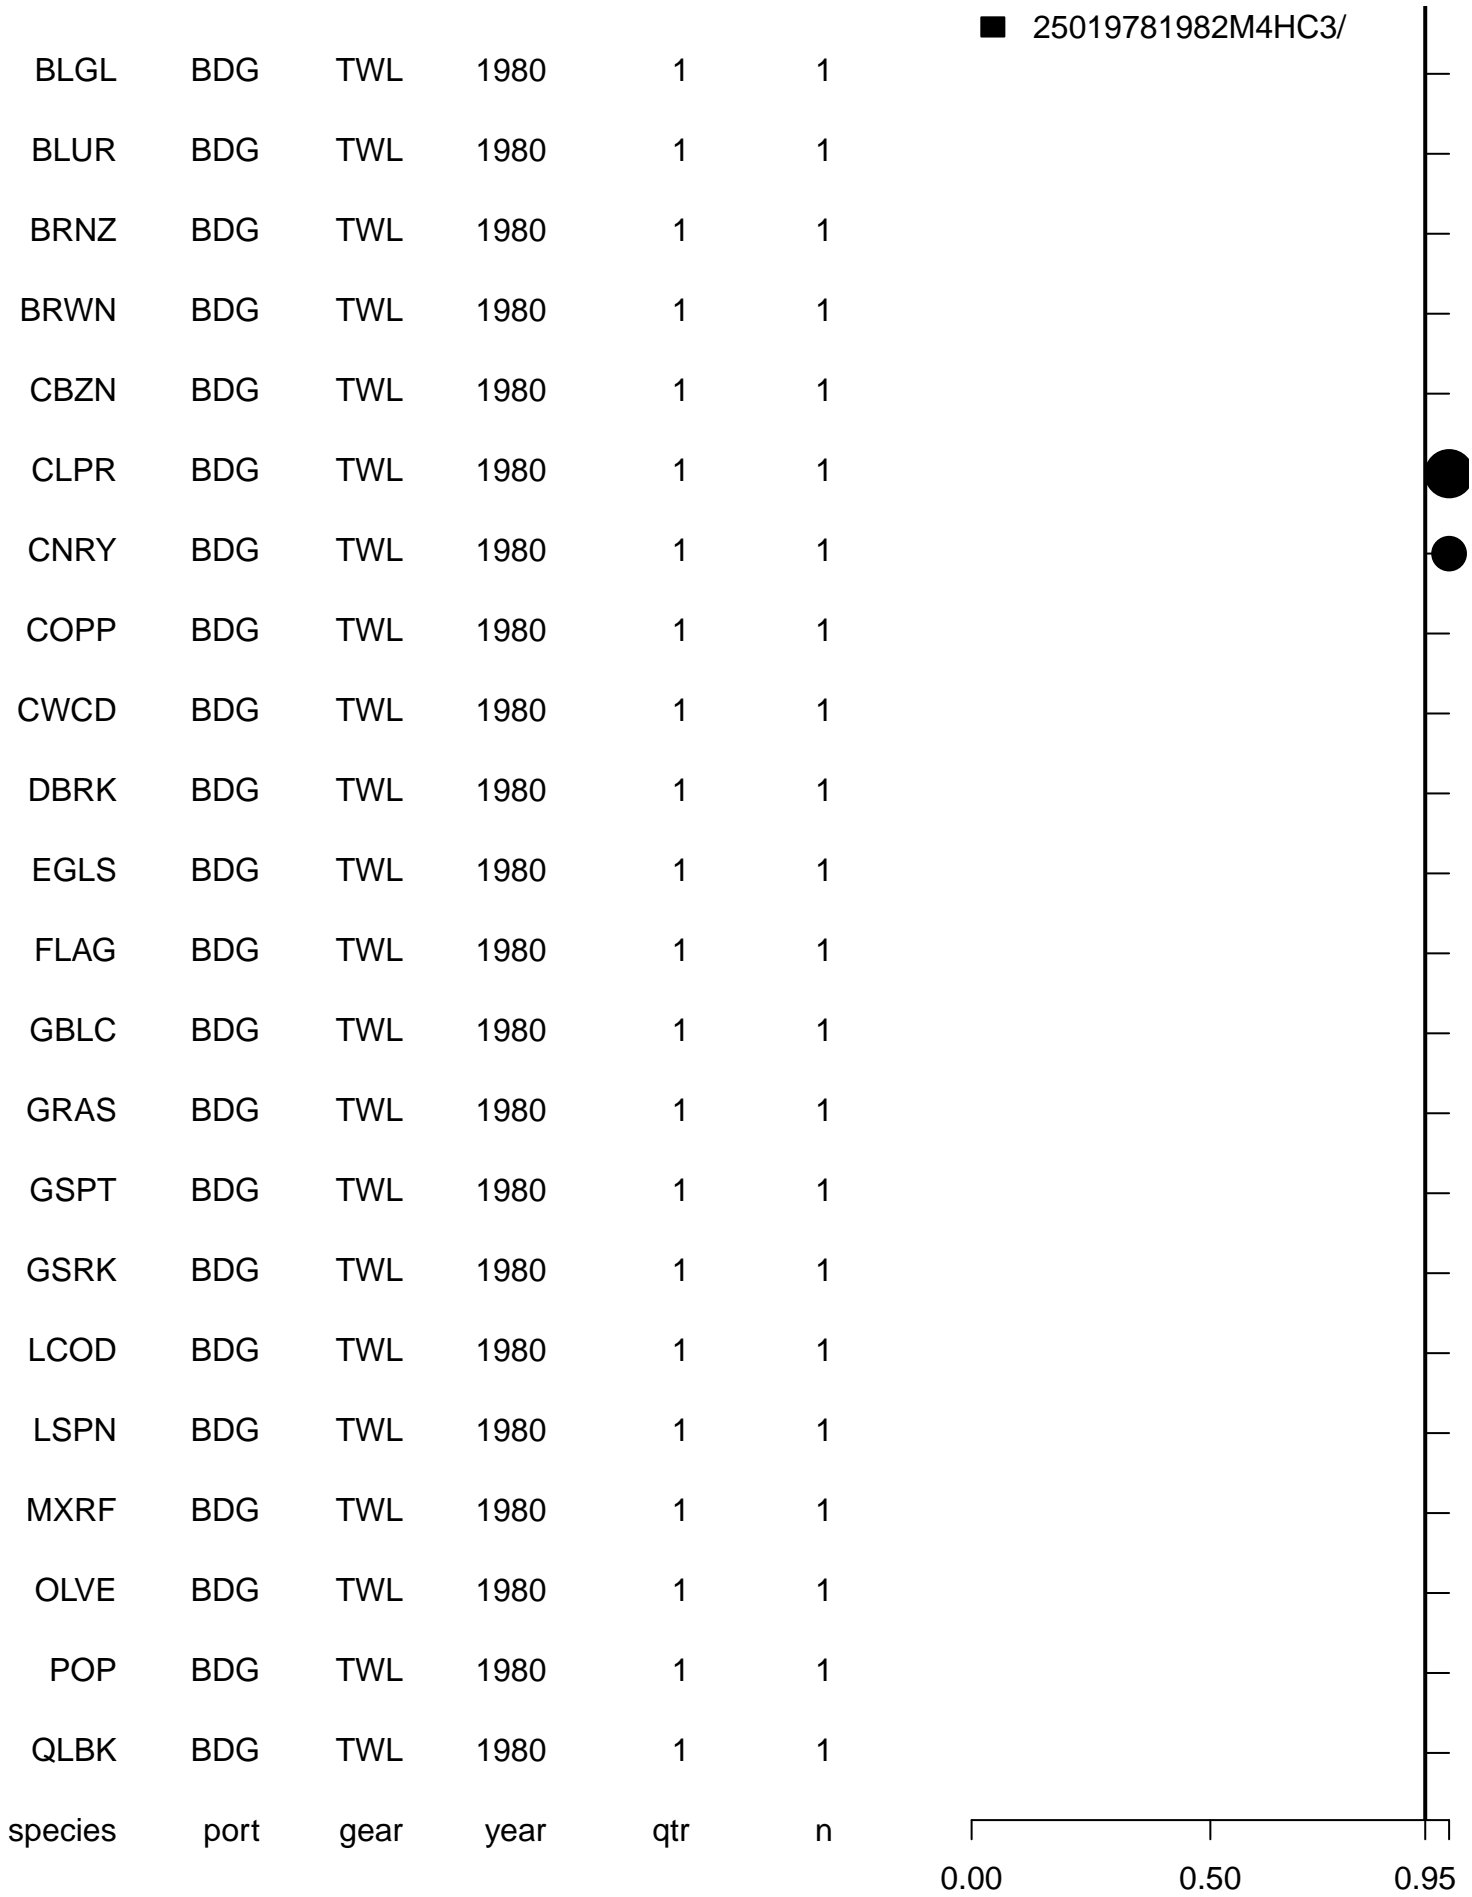 25019781982M4HC3/
BLGL BDG TWL 1980 1 1
BLUR BDG TWL 1980 1 1
BRNZ BDG TWL 1980 1 1
BRWN BDG TWL 1980 1 1
CBZN BDG TWL 1980 1 1
CLPR BDG TWL 1980 1 1
CNRY BDG TWL 1980 1 1
COPP BDG TWL 1980 1 1
CWCD BDG TWL 1980 1 1
DBRK BDG TWL 1980 1 1
EGLS BDG TWL 1980 1 1
FLAG BDG TWL 1980 1 1
GBLC BDG TWL 1980 1 1
GRAS BDG TWL 1980 1 1
GSPT BDG TWL 1980 1 1
GSRK BDG TWL 1980 1 1
LCOD BDG TWL 1980 1 1
LSPN BDG TWL 1980 1 1
MXRF BDG TWL 1980 1 1
OLVE BDG TWL 1980 1 1
POP BDG TWL 1980 1 1
QLBK BDG TWL 1980 1 1
species port gear year qtr n
0.00 0.50 0.95